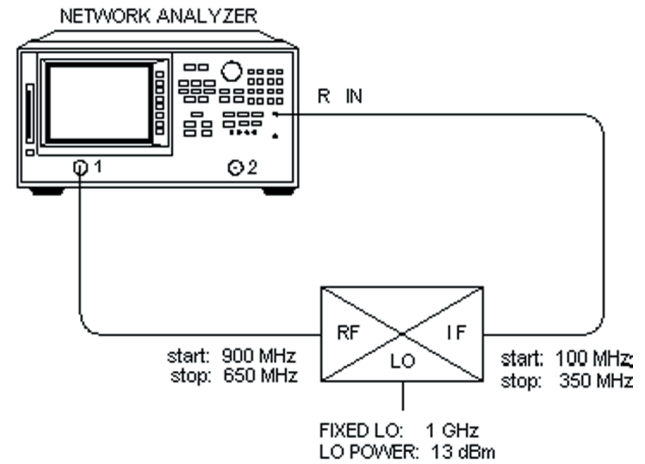 NETWORK ANALYZER
R IN
1
2
RF
IF
LO
start: 900 MHz
stop: 650 MHz
start: 100 MHz
stop: 350 MHz
FIXED LO: 1 GHz
LO POWER: 13 dBm